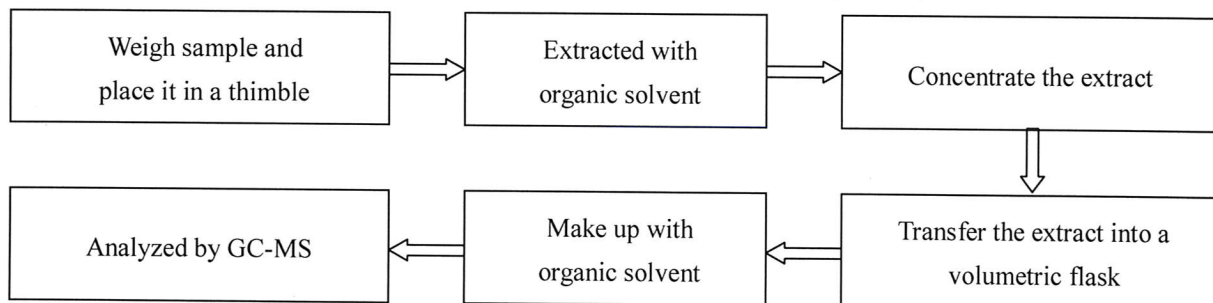 Weigh sample and
place it in a thimble
Extracted with
organic solvent
Concentrate the extract
Transfer the extract into a
volumetric flask
Make up with
organic solvent
Analyzed by GC-MS